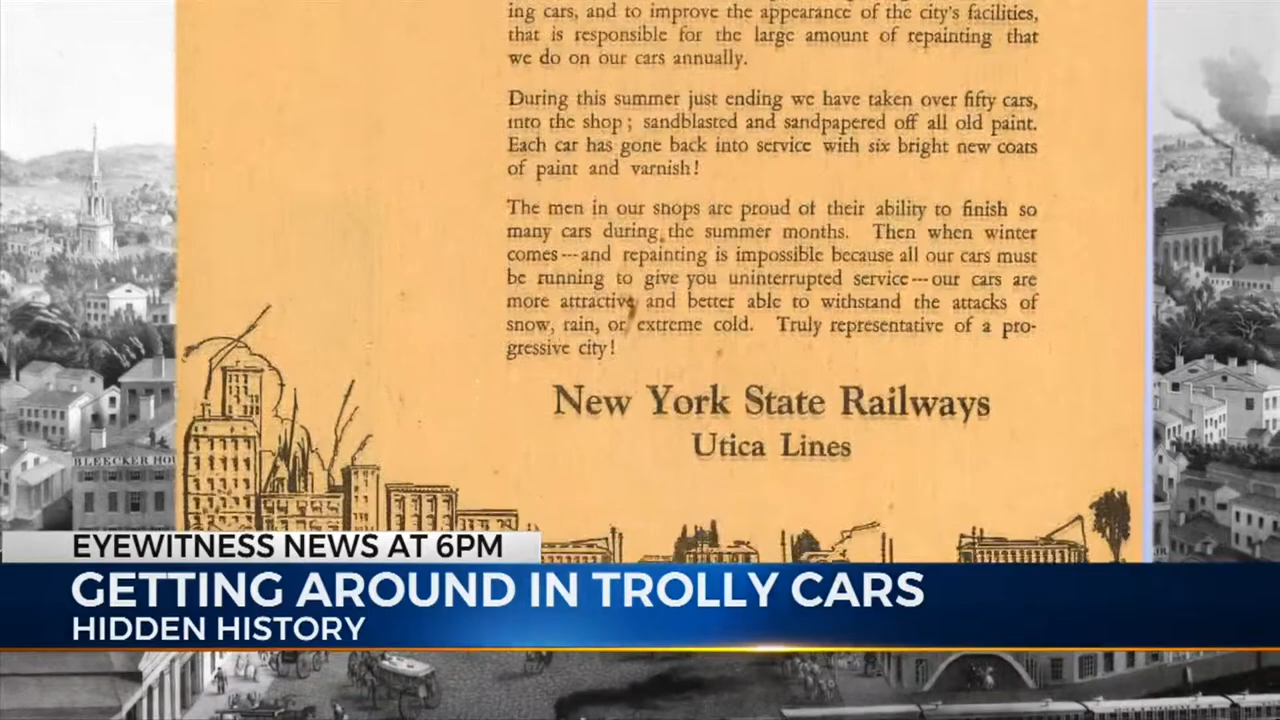 ing cars, and to improve the appearance of the city's facilities,
that is responsible for the large amount of repainting that
we do on our cars annually.
During this summer just ending we have taken over fifty cars,
into the shop; sandblasted and sandpapered off all old paint.
Each car has gone back into service with six bright new coats
of paint and varnish!
The men in our shops are proud of their ability to finish so
many cars during the summer months. Then when winter
comes---and repainting is impossible because all our cars must
be running to give you uninterrupted service---our cars are
more attractive and better able to withstand the attacks of
snow, rain, or extreme cold. Truly representative of a pro-
gressive city!
New York State Railways
Utica Lines
BLEECKER HOU
EYEWITNESS NEWS AT 6PM
GETTING AROUND IN TROLLY CARS
HIDDEN HISTORY